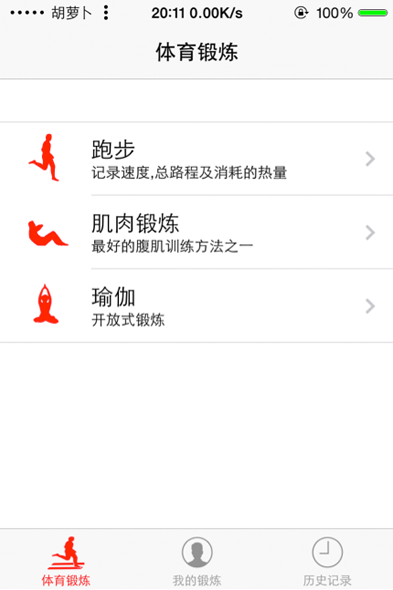 胡萝卜 20:11 0.00K/s 100%
体育锻炼
跑步
记录速度,总路程及消耗的热量
肌肉锻炼
最好的腹肌训练方法之一
瑜伽
开放式锻炼
体育锻炼 我的锻炼 历史记录